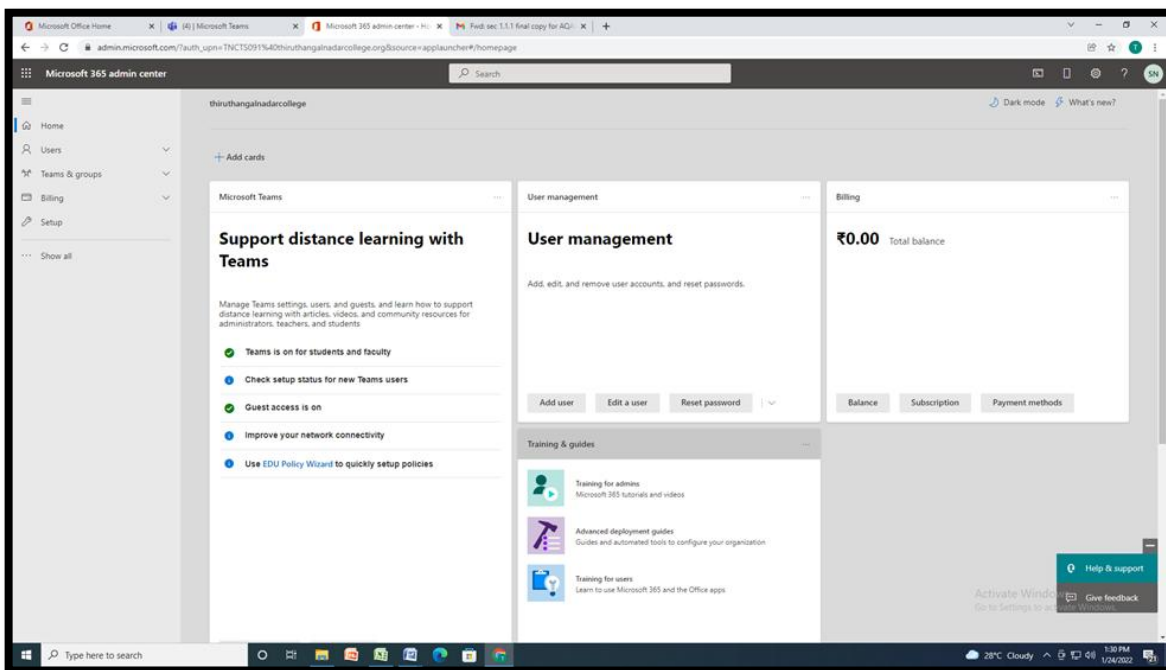 Microsoft Office Home
(4) | Microsoft Teams
Microsoft 365 admin center - Ho
Fwd: sec 1.1.1 final copy for AQA
admin.microsoft.com/?auth_upn=TNCTS091%40thiruthangalnadarcollege.org&source=applauncher#/homepage
T
Microsoft 365 admin center
Search
?
SN
thiruthangalnadarcollege
Dark mode
What's new?
Home
Users
Teams & groups
Billing
Setup
Show all
Add cards
Microsoft Teams
Support distance learning with
Teams
Manage Teams settings, users, and guests, and learn how to support
distance learning with articles, videos, and community resources for
administrators, teachers, and students
Teams is on for students and faculty
Check setup status for new Teams users
Guest access is on
Improve your network connectivity
Use EDU Policy Wizard to quickly setup policies
User management
User management
Add, edit, and remove user accounts, and reset passwords.
Add user
Edit a user
Reset password
Billing
₹0.00 Total balance
Balance
Subscription
Payment methods
Training & guides
Training for admins
Microsoft 365 tutorials and videos
Advanced deployment guides
Guides and automated tools to configure your organization
Training for users
Learn to use Microsoft 365 and the Office apps
Help & support
Give feedback
Activate Windows
Go to Settings to activate Windows.
Type here to search
28°C Cloudy
1:30 PM
1/24/2022